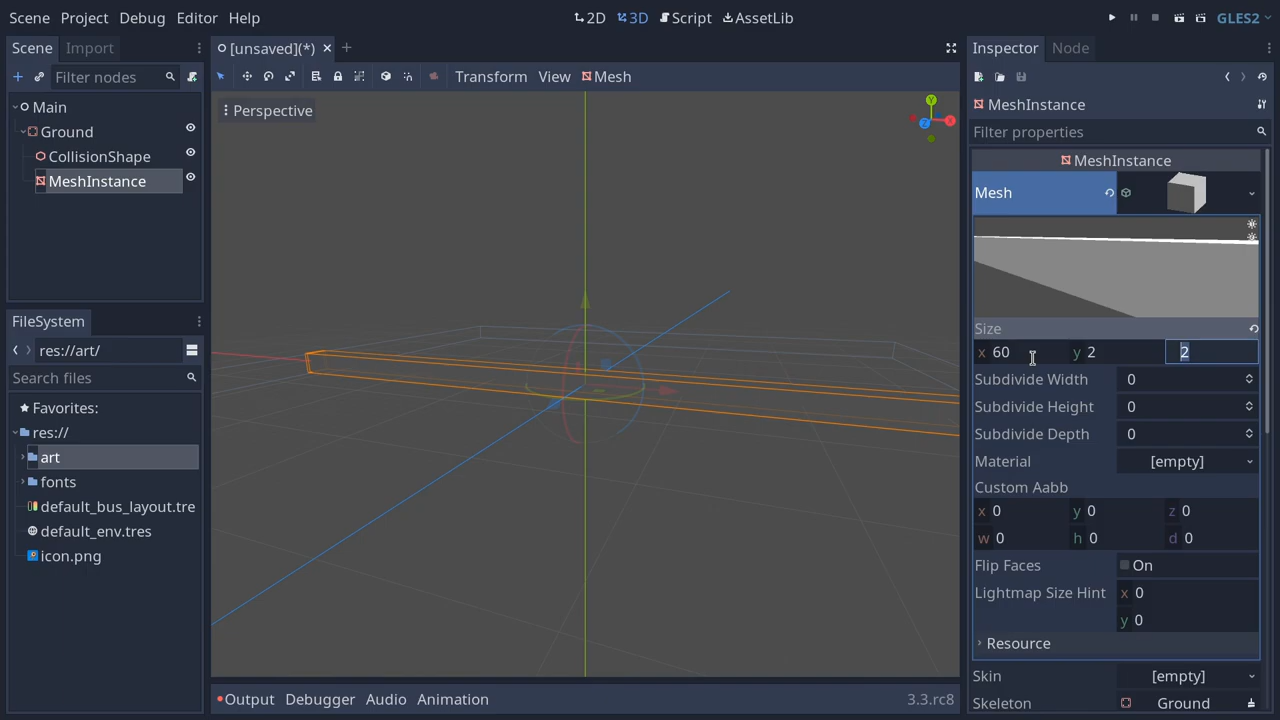 Scene Project Debug Editor Help 2D 3D Script AssetLib GLES2
Scene Import [unsaved](*) Inspector Node
Filter nodes Transform View Mesh
Main Perspective MeshInstance
Ground Filter properties
CollisionShape MeshInstance
MeshInstance Mesh
FileSystem Size
res://art/ x 60 y 2 2
Search files Subdivide Width 0
Favorites: Subdivide Height 0
res:// Subdivide Depth 0
art Material [empty]
fonts Custom Aabb
default_bus_layout.tre x 0 y 0 z 0
default_env.tres w 0 h 0 d 0
icon.png Flip Faces On
Lightmap Size Hint x 0
y 0
Resource
Skin [empty]
Output Debugger Audio Animation 3.3.rc8 Skeleton Ground
Y
X
Z